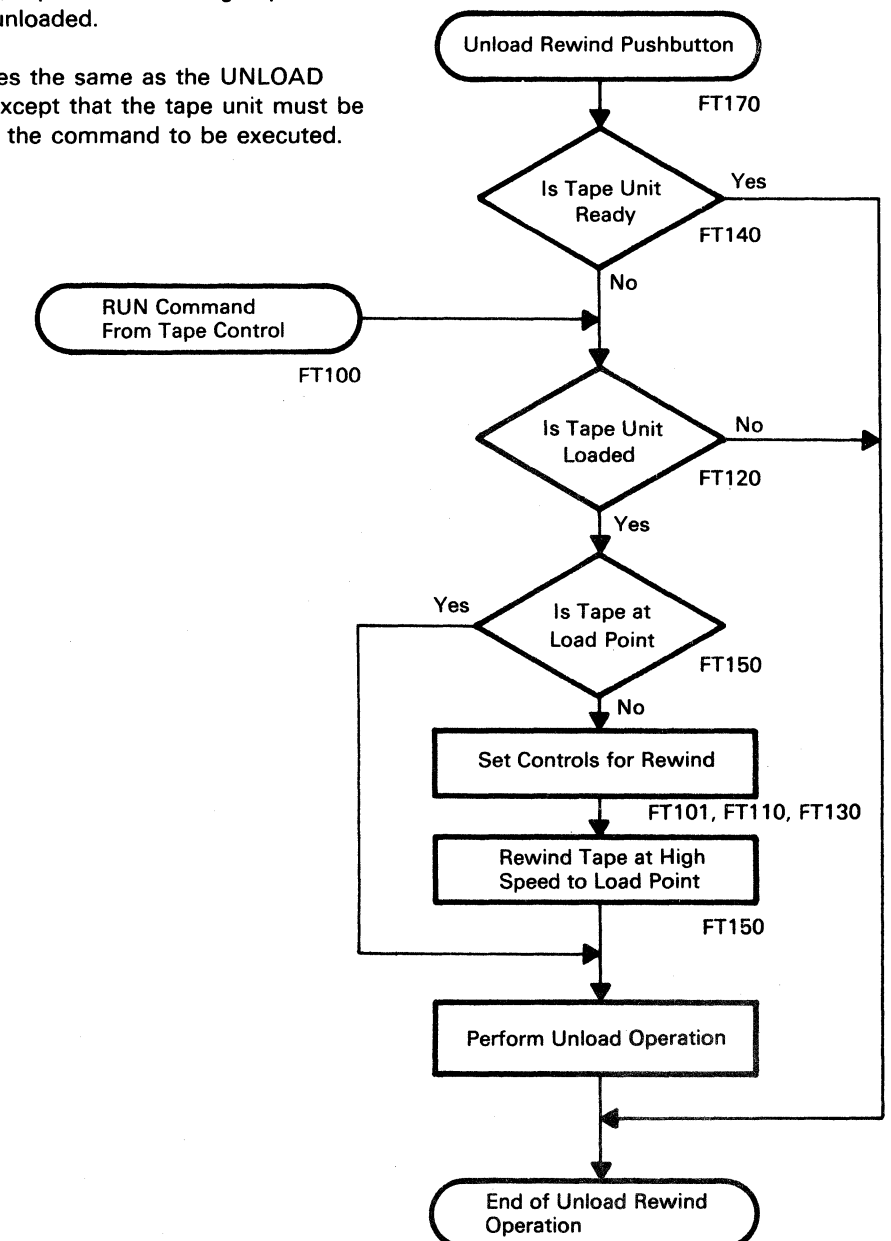 unloaded.
es the same as the UNLOAD
xcept that the tape unit must be
the command to be executed.
Unload Rewind Pushbutton
FT170
Is Tape Unit
Ready
Yes
FT140
No
RUN Command
From Tape Control
FT100
Is Tape Unit
Loaded
No
FT120
Yes
Is Tape at
Load Point
Yes
FT150
No
Set Controls for Rewind
FT101, FT110, FT130
Rewind Tape at High
Speed to Load Point
FT150
Perform Unload Operation
End of Unload Rewind
Operation